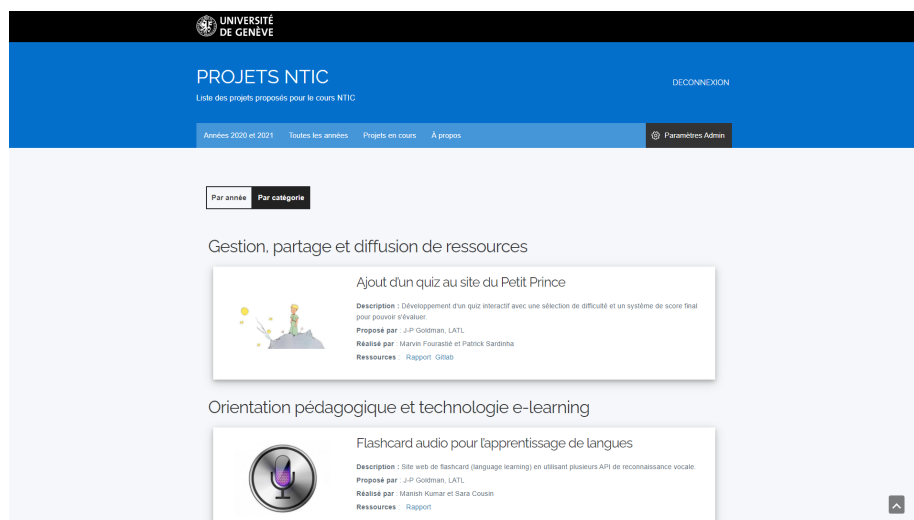 UNIVERSITÉ
DE GENÈVE
PROJETS NTIC
DECONNEXION
Liste des projets proposés pour le cours NTIC
Années 2020 et 2021 Toutes les années Projets en cours À propos Paramètres Admin
Par année Par catégorie
Gestion, partage et diffusion de ressources
Ajout d'un quiz au site du Petit Prince
Description : Développement d'un quiz interactif avec une sélection de difficulté et un système de score final
pour pouvoir s'évaluer.
Proposé par : J-P Goldman, LATL
Réalisé par : Marvin Fourastié et Patrick Sardinha
Ressources : Rapport Gitlab
Orientation pédagogique et technologie e-learning
Flashcard audio pour l'apprentissage de langues
Description : Site web de flashcard (language learning) en utilisant plusieurs API de reconnaissance vocale.
Proposé par : J-P Goldman, LATL
Réalisé par : Manish Kumar et Sara Cousin
Ressources : Rapport